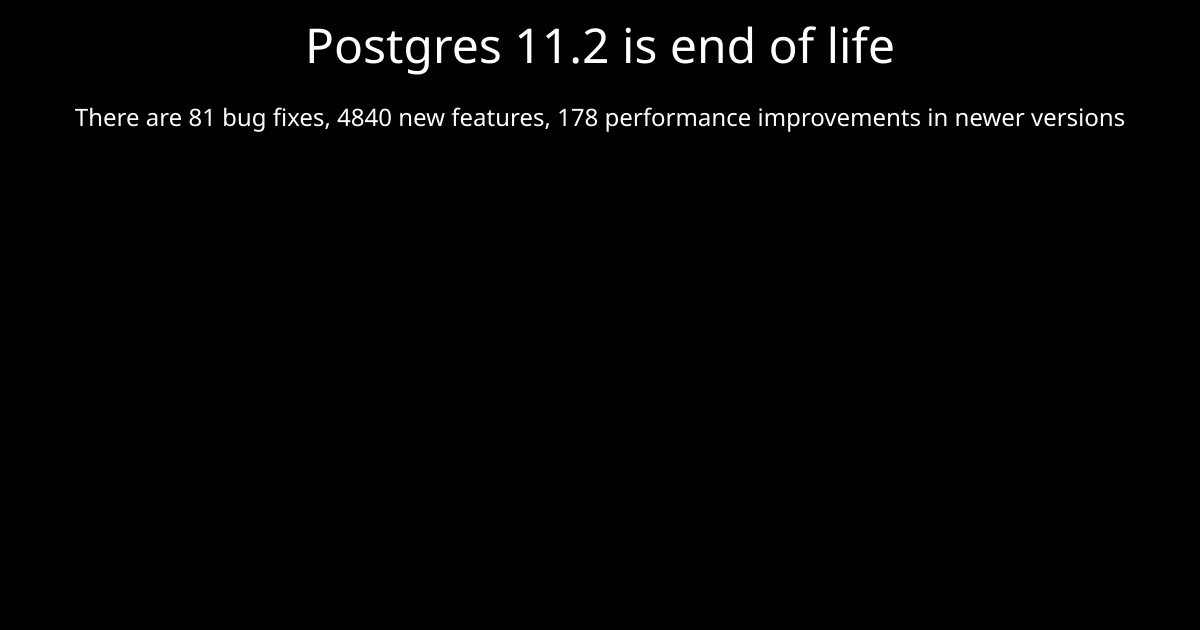 Postgres 11.2 is end of life
There are 81 bug fixes, 4840 new features, 178 performance improvements in newer versions